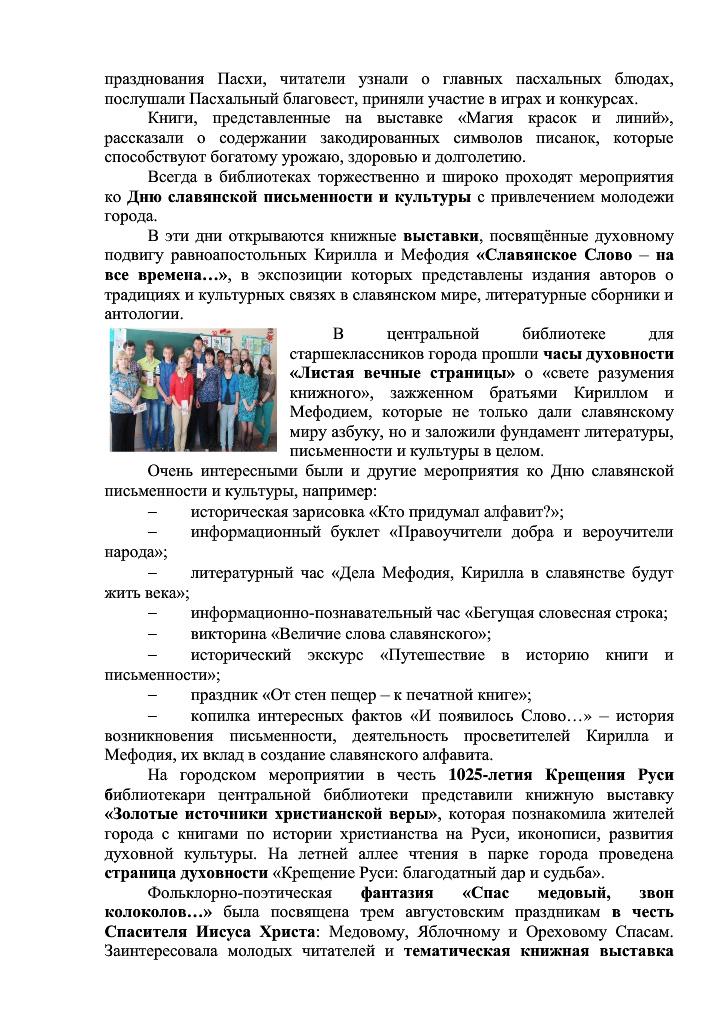 празднования Пасхи, читатели узнали о главных пасхальных блюдах,
послушали Пасхальный благовест, приняли участие в играх и конкурсах.
Книги, представленные на выставке «Магия красок и линий»,
рассказали о содержании закодированных символов писанок, которые
способствуют богатому урожаю, здоровью и долголетию.
Всегда в библиотеках торжественно и широко проходят мероприятия
ко Дню славянской письменности и культуры с привлечением молодежи
города.
В эти дни открываются книжные выставки, посвящённые духовному
подвигу равноапостольных Кирилла и Мефодия «Славянское Слово – на
все времена…», в экспозиции которых представлены издания авторов о
традициях и культурных связях в славянском мире, литературные сборники и
антологии.
В центральной библиотеке для
старшеклассников города прошли часы духовности
«Листая вечные страницы» о «свете разумения
книжного», зажженном братьями Кириллом и
Мефодием, которые не только дали славянскому
миру азбуку, но и заложили фундамент литературы,
письменности и культуры в целом.
Очень интересными были и другие мероприятия ко Дню славянской
письменности и культуры, например:
– историческая зарисовка «Кто придумал алфавит?»;
– информационный буклет «Правоучители добра и вероучители
народа»;
– литературный час «Дела Мефодия, Кирилла в славянстве будут
жить века»;
– информационно-познавательный час «Бегущая словесная строка;
– викторина «Величие слова славянского»;
– исторический экскурс «Путешествие в историю книги и
письменности»;
– праздник «От стен пещер – к печатной книге»;
– копилка интересных фактов «И появилось Слово…» – история
возникновения письменности, деятельность просветителей Кирилла и
Мефодия, их вклад в создание славянского алфавита.
На городском мероприятии в честь 1025-летия Крещения Руси
библиотекари центральной библиотеки представили книжную выставку
«Золотые источники христианской веры», которая познакомила жителей
города с книгами по истории христианства на Руси, иконописи, развития
духовной культуры. На летней аллее чтения в парке города проведена
страница духовности «Крещение Руси: благодатный дар и судьба».
Фольклорно-поэтическая фантазия «Спас медовый, звон
колоколов…» была посвящена трем августовским праздникам в честь
Спасителя Иисуса Христа: Медовому, Яблочному и Ореховому Спасам.
Заинтересовала молодых читателей и тематическая книжная выставка